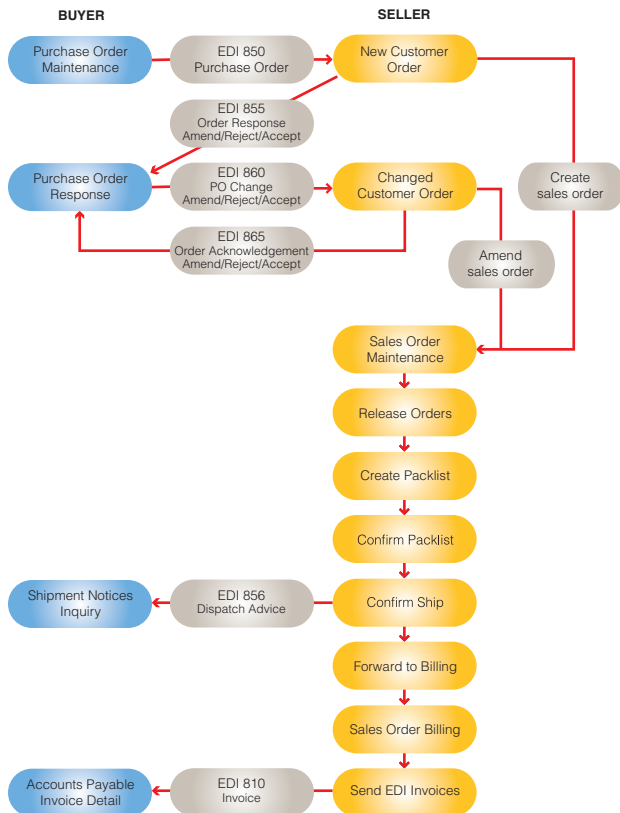 BUYER
SELLER
Purchase Order
Maintenance
EDI 850
Purchase Order
New Customer
Order
EDI 855
Order Response
Amend/Reject/Accept
Purchase Order
Response
EDI 860
PO Change
Amend/Reject/Accept
Changed
Customer Order
Create
sales order
EDI 865
Order Acknowledgement
Amend/Reject/Accept
Amend
sales order
Sales Order
Maintenance
Release Orders
Create Packlist
Confirm Packlist
Shipment Notices
Inquiry
EDI 856
Dispatch Advice
Confirm Ship
Forward to Billing
Sales Order Billing
Accounts Payable
Invoice Detail
EDI 810
Invoice
Send EDI Invoices